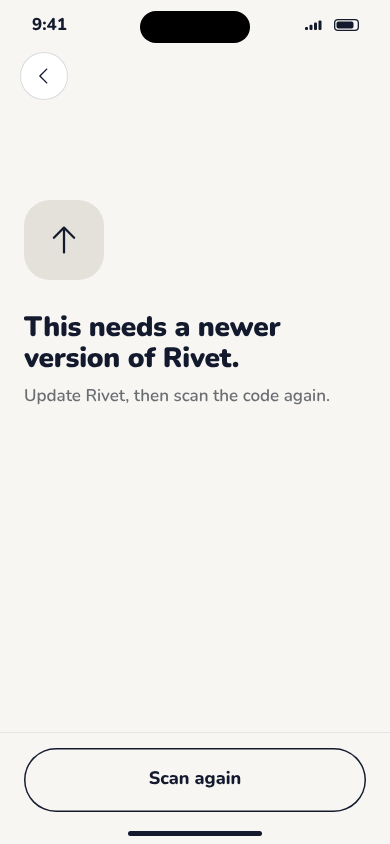 9:41
This needs a newer
version of Rivet.
Update Rivet, then scan the code again.
Scan again